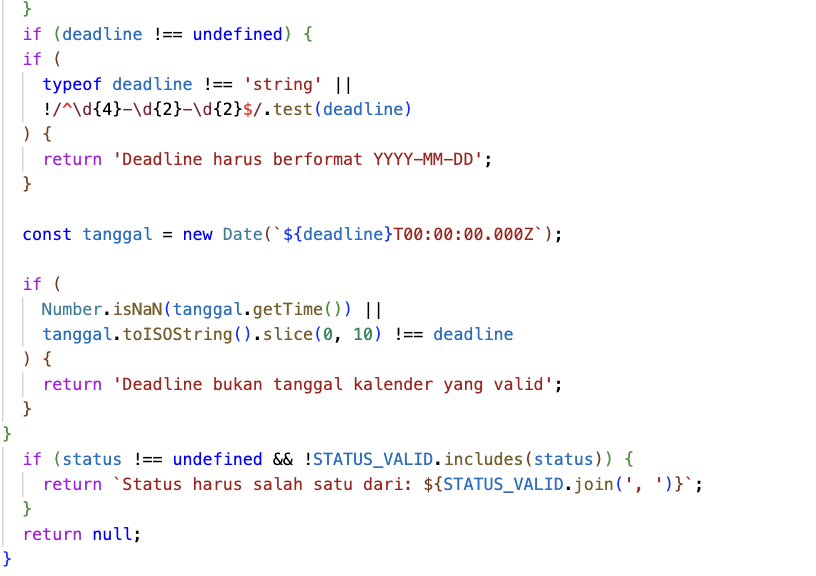 }
if (deadline !== undefined) {
if (
typeof deadline !== 'string' ||
!/^\d{4}-\d{2}-\d{2}$/.test(deadline)
) {
return 'Deadline harus berformat YYYY-MM-DD';
}
const tanggal = new Date(`${deadline}T00:00:00.000Z`);
if (
Number.isNaN(tanggal.getTime()) ||
tanggal.toISOString().slice(0, 10) !== deadline
) {
return 'Deadline bukan tanggal kalender yang valid';
}
}
if (status !== undefined && !STATUS_VALID.includes(status)) {
return `Status harus salah satu dari: ${STATUS_VALID.join(', ')}`;
}
return null;
}